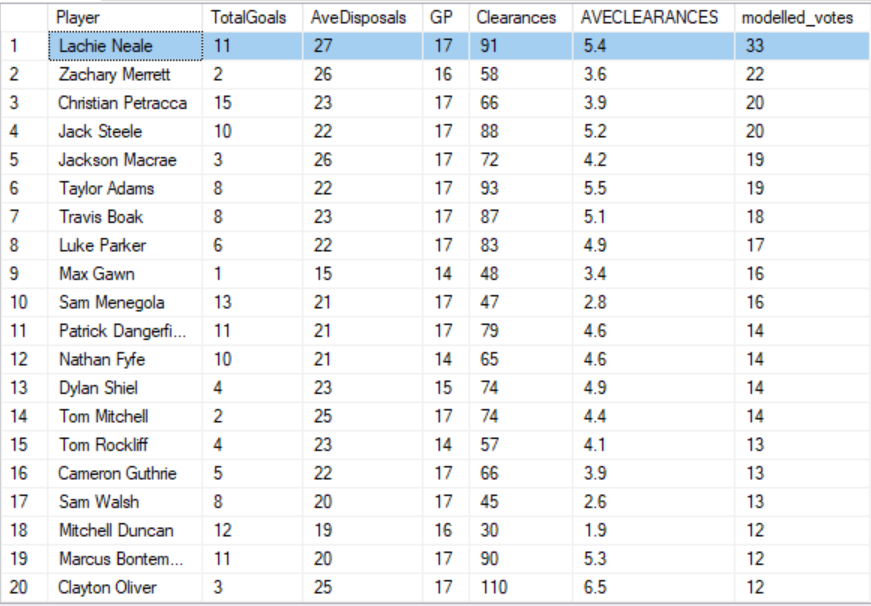 Player TotalGoals AveDisposals GP Clearances AVECLEARANCES modelled_votes
1 Lachie Neale 11 27 17 91 5.4 33
2 Zachary Merrett 2 26 16 58 3.6 22
3 Christian Petracca 15 23 17 66 3.9 20
4 Jack Steele 10 22 17 88 5.2 20
5 Jackson Macrae 3 26 17 72 4.2 19
6 Taylor Adams 8 22 17 93 5.5 19
7 Travis Boak 8 23 17 87 5.1 18
8 Luke Parker 6 22 17 83 4.9 17
9 Max Gawn 1 15 14 48 3.4 16
10 Sam Menegola 13 21 17 47 2.8 16
11 Patrick Dangerfi... 11 21 17 79 4.6 14
12 Nathan Fyfe 10 21 14 65 4.6 14
13 Dylan Shiel 4 23 15 74 4.9 14
14 Tom Mitchell 2 25 17 74 4.4 14
15 Tom Rockliff 4 23 14 57 4.1 13
16 Cameron Guthrie 5 22 17 66 3.9 13
17 Sam Walsh 8 20 17 45 2.6 13
18 Mitchell Duncan 12 19 16 30 1.9 12
19 Marcus Bontem... 11 20 17 90 5.3 12
20 Clayton Oliver 3 25 17 110 6.5 12